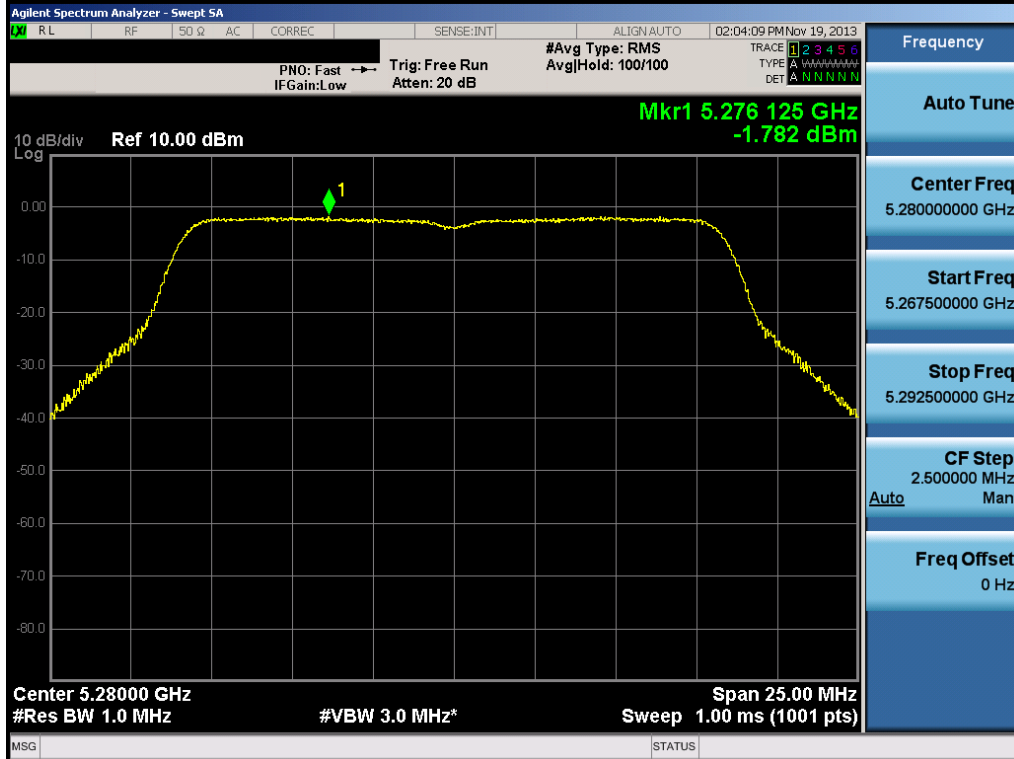 Agilent Spectrum Analyzer - Swept SA
LXI RL RF 50 Ω AC CORREC SENSE:INT ALIGNAUTO 02:04:09 PM Nov 19, 2013
Frequency
PNO: Fast
IFGain:Low
Trig: Free Run
Atten: 20 dB
#Avg Type: RMS
Avg|Hold: 100/100
TRACE 1 2 3 4 5 6
TYPE A WWWWW
DET A N N N N N
Auto Tune
Mkr1 5.276 125 GHz
-1.782 dBm
10 dB/div Ref 10.00 dBm
Log
1
0.00
-10.0
-20.0
-30.0
-40.0
-50.0
-60.0
-70.0
-80.0
Center Freq
5.280000000 GHz
Start Freq
5.267500000 GHz
Stop Freq
5.292500000 GHz
CF Step
2.500000 MHz
Auto Man
Freq Offset
0 Hz
Center 5.28000 GHz Span 25.00 MHz
#Res BW 1.0 MHz #VBW 3.0 MHz* Sweep 1.00 ms (1001 pts)
MSG STATUS